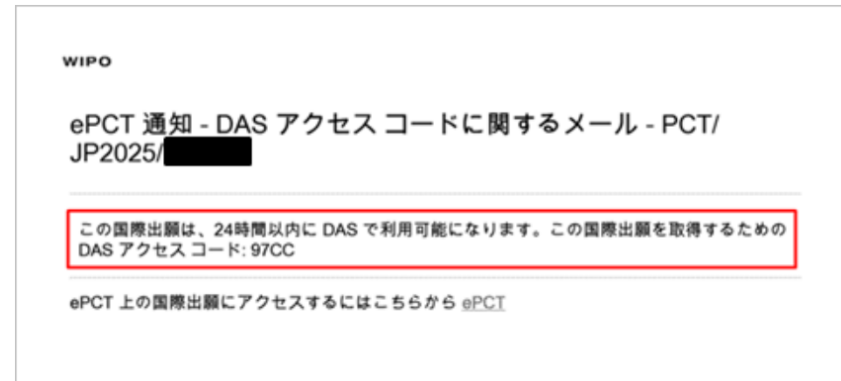 WIPO
ePCT 通知 - DAS アクセス コードに関するメール - PCT/
JP2025/
この国際出願は、24時間以内に DAS で利用可能になります。この国際出願を取得するための
DAS アクセス コード: 97CC
ePCT 上の国際出願にアクセスするにはこちらから ePCT